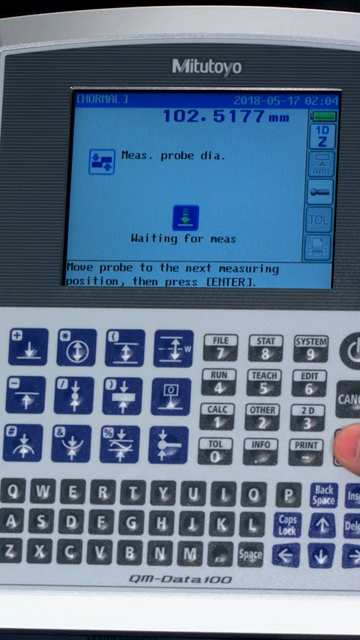 Mitutoyo
[NORMAL] 2018-05-17 02:04
102.5177 mm
1D
Z
Meas. probe dia.
TOL
Waiting for meas
Move probe to the next measuring
position, then press [ENTER].
+ * ( W FILE 7 STAT 8 SYSTEM 9
- / ) RUN 4 TEACH 5 EDIT 6 CANC
CALC 1 OTHER 2 2 D 3
# & % TOL 0 INFO . PRINT -
Q W E R T Y U I O P Back Space Ins
A S D F G H J K L Caps Lock ↑ Dele
Z X C V B N M Space ← ↓
QM-Data100